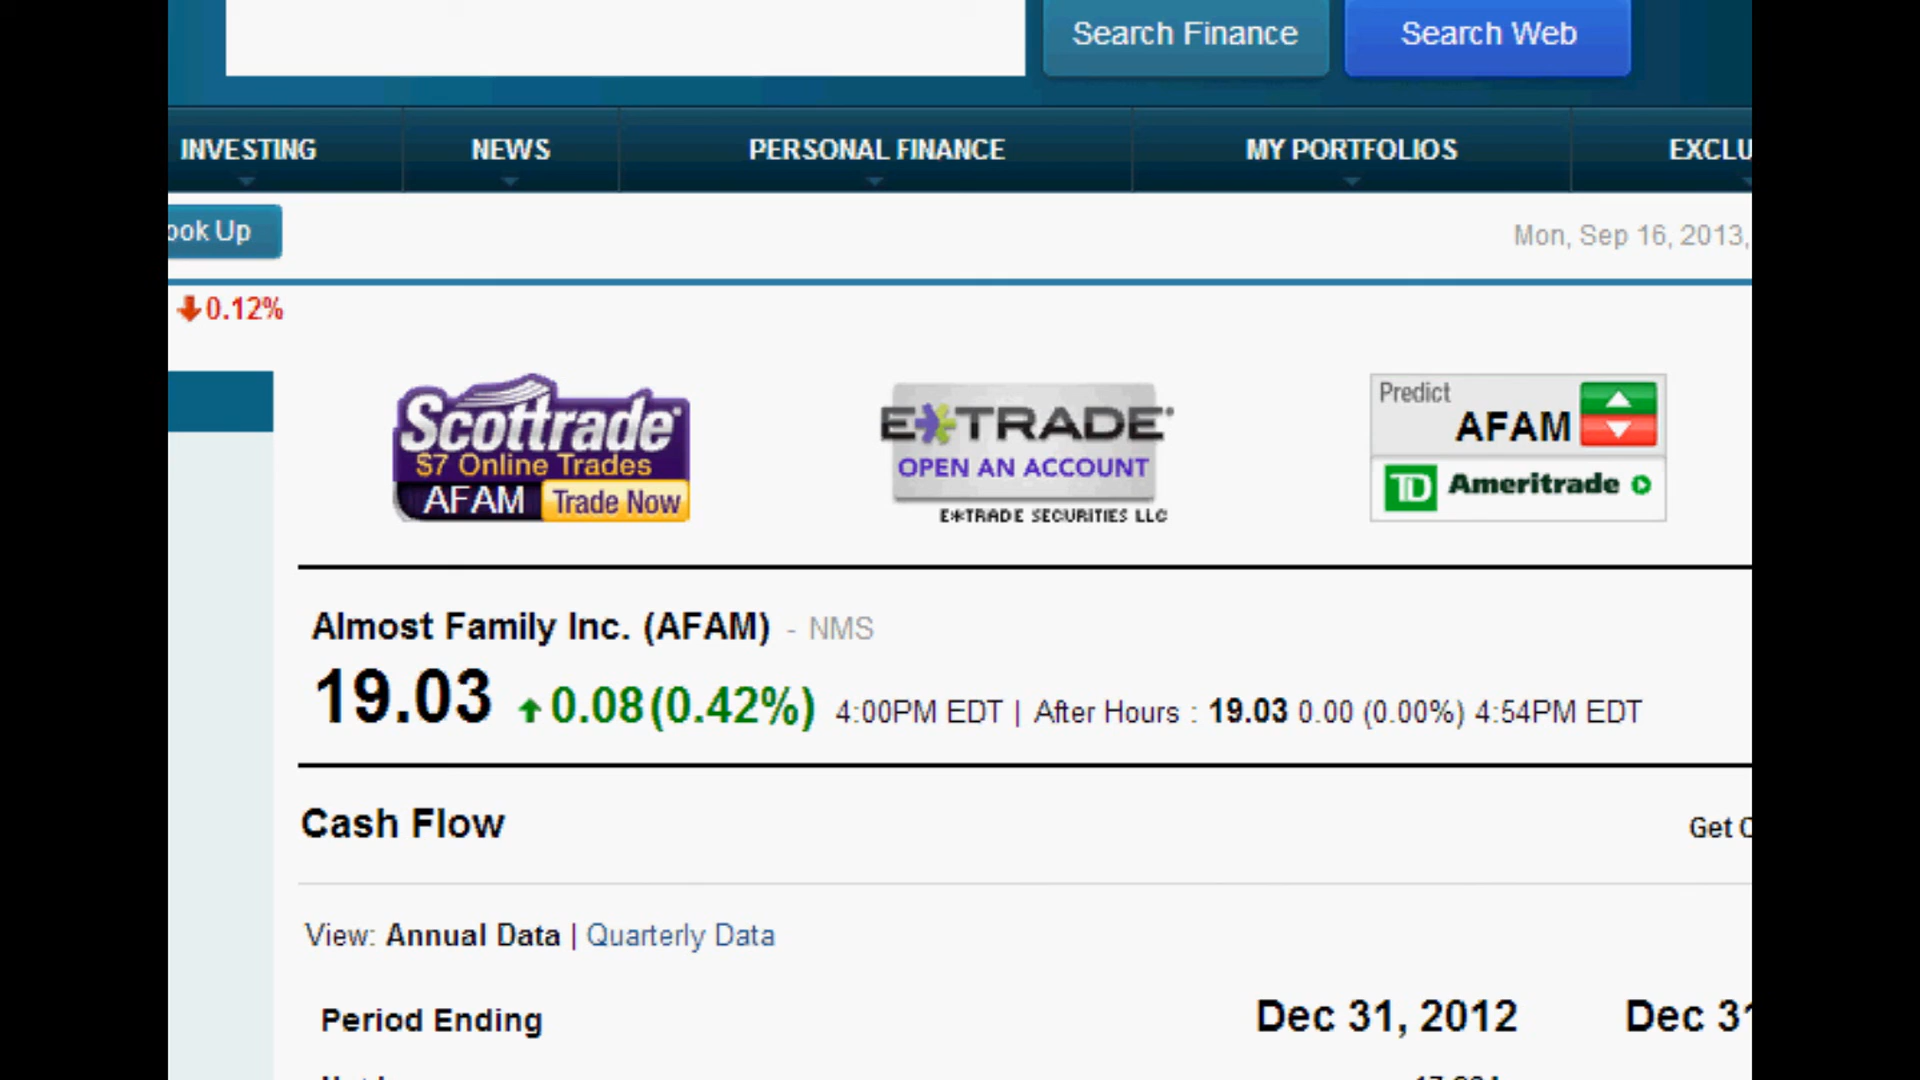 Search Finance Search Web
INVESTING NEWS PERSONAL FINANCE MY PORTFOLIOS EXCLU
ook Up
Mon, Sep 16, 2013,
0.12%
Scottrade
$7 Online Trades
AFAM Trade Now
E*TRADE
OPEN AN ACCOUNT
E*TRADE SECURITIES LLC
Predict
AFAM
TD Ameritrade
Almost Family Inc. (AFAM) - NMS
19.03 0.08(0.42%) 4:00PM EDT | After Hours : 19.03 0.00 (0.00%) 4:54PM EDT
Cash Flow
Get
View: Annual Data | Quarterly Data
Period Ending Dec 31, 2012 Dec 31